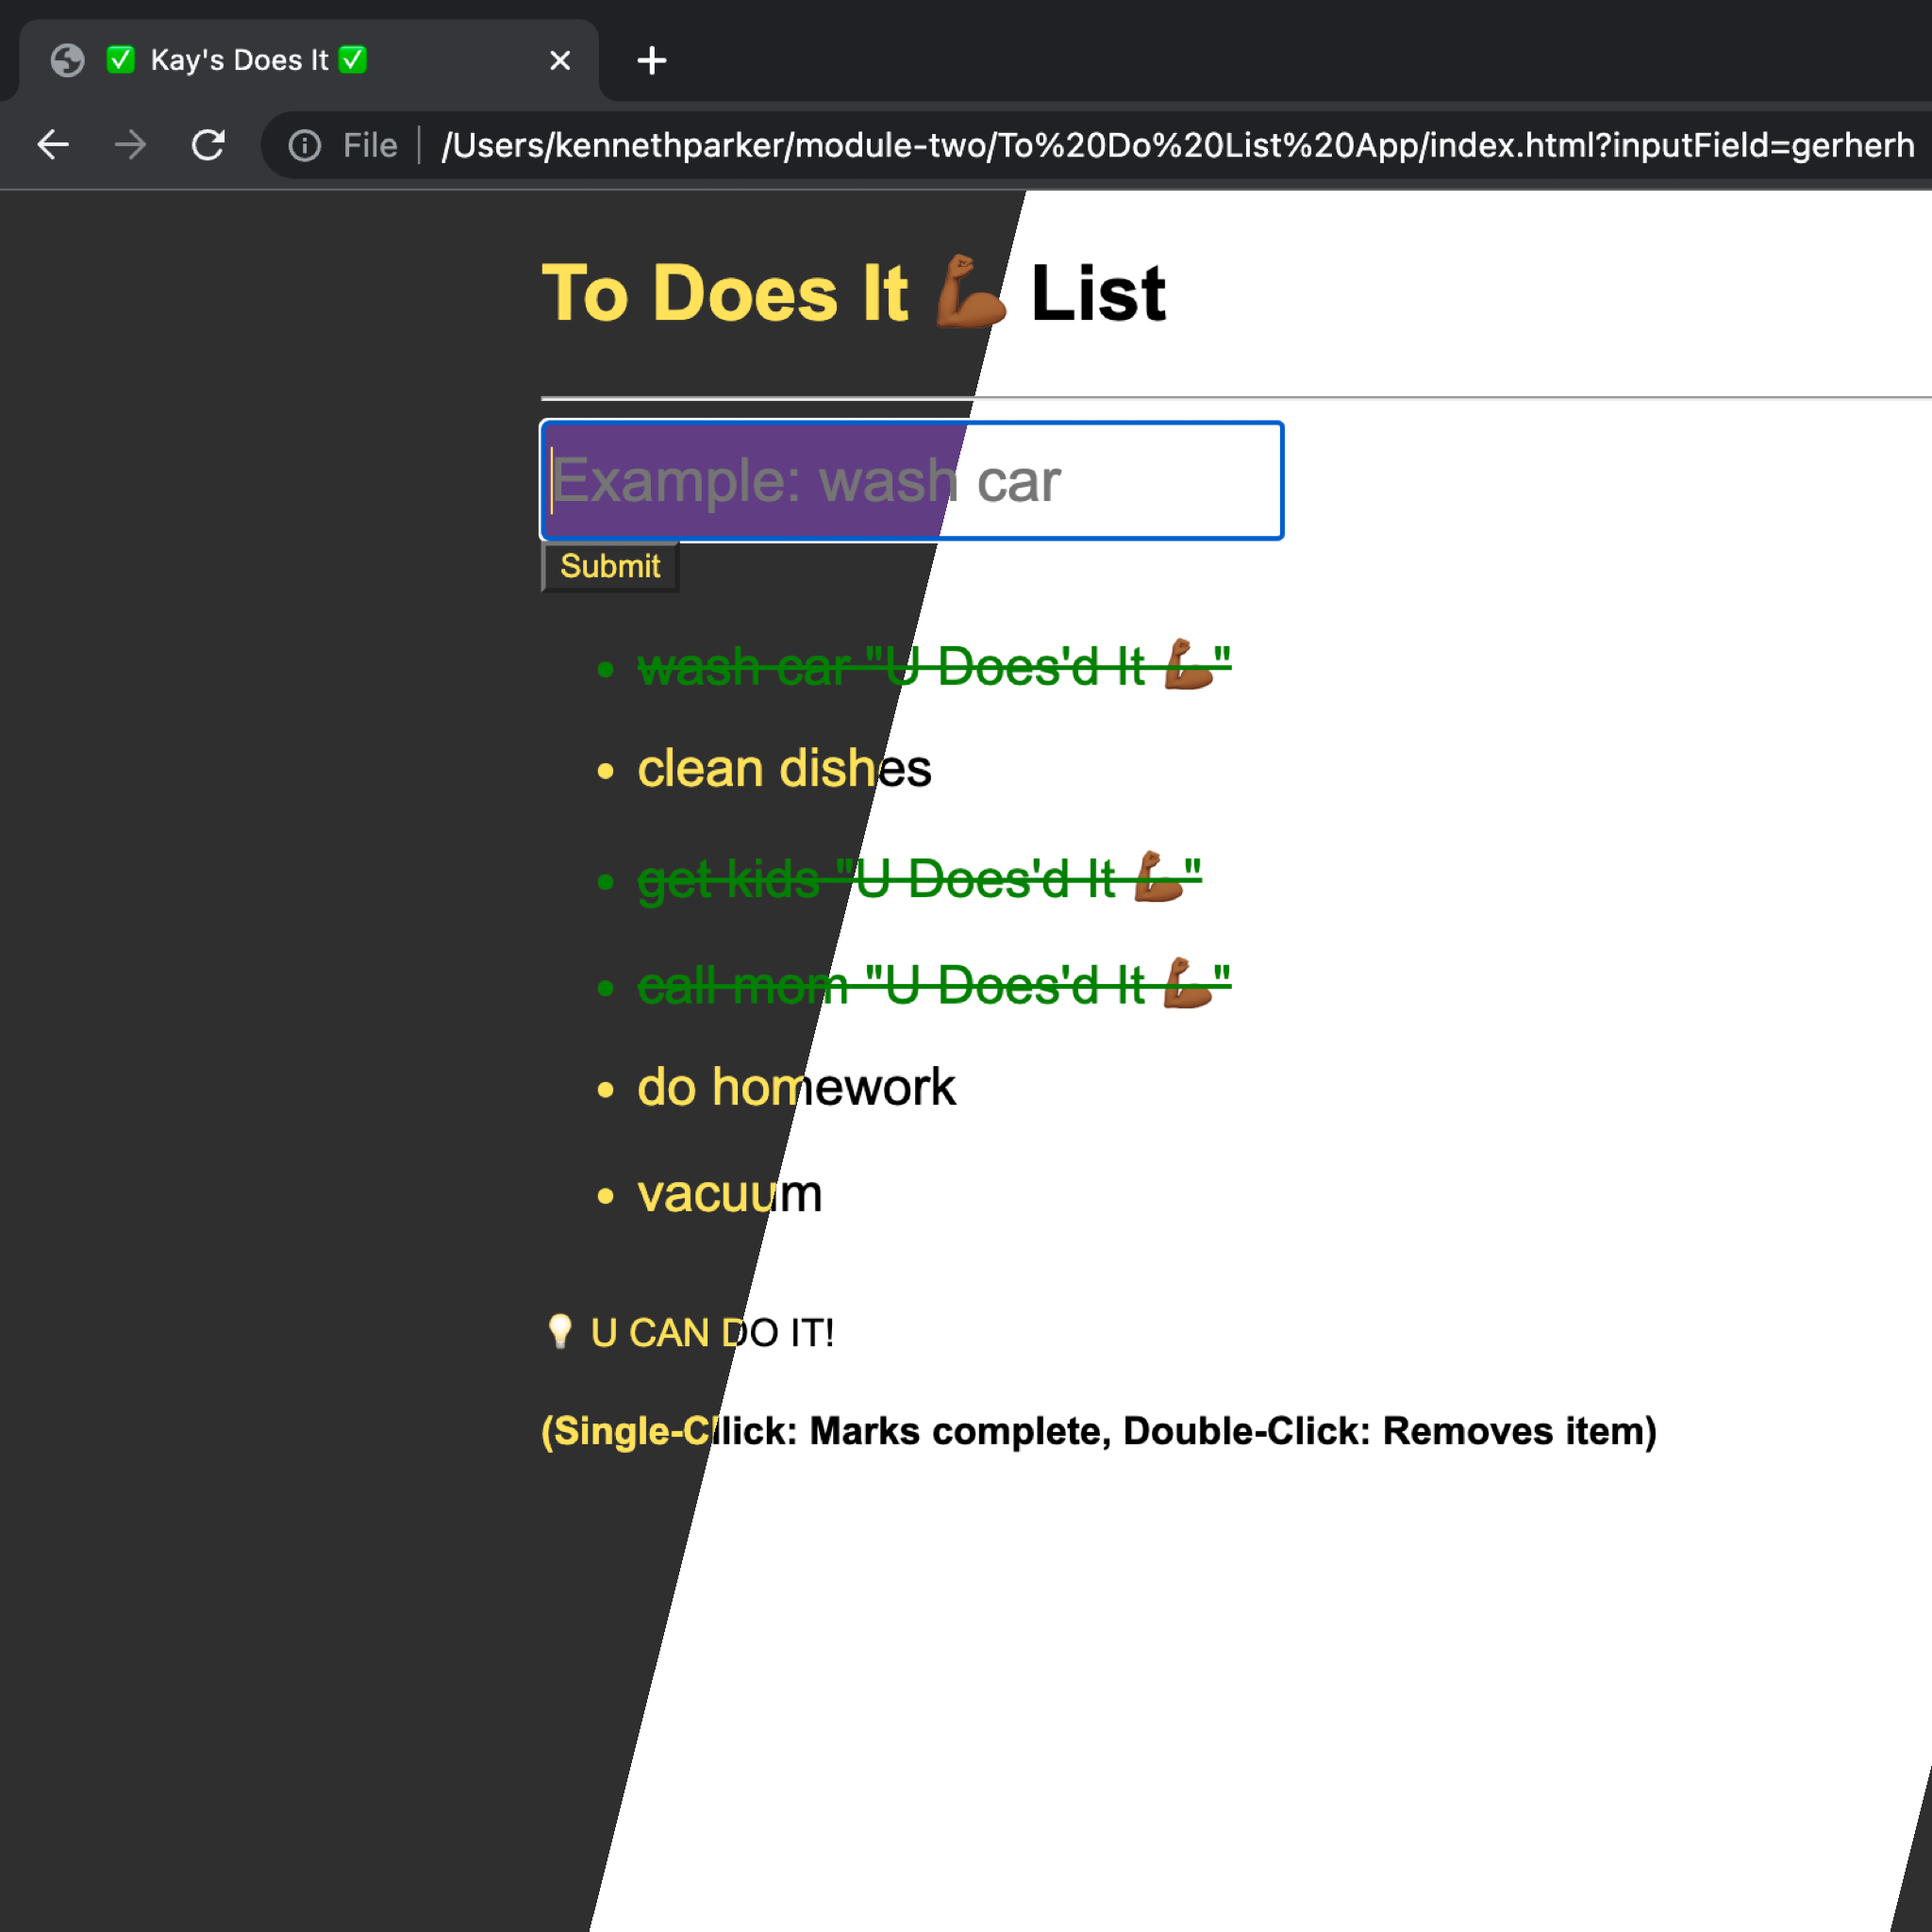 ✅ Kay's Does It ✅
File | /Users/kennethparker/module-two/To%20Do%20List%20App/index.html?inputField=gerherh
To Does It 💪🏾 List
Example: wash car
Submit
• wash car "U Does'd It 💪🏾"
• clean dishes
• get kids "U Does'd It 💪🏾"
• call mom "U Does'd It 💪🏾"
• do homework
• vacuum
💡 U CAN DO IT!
(Single-Cllick: Marks complete, Double-Click: Removes item)